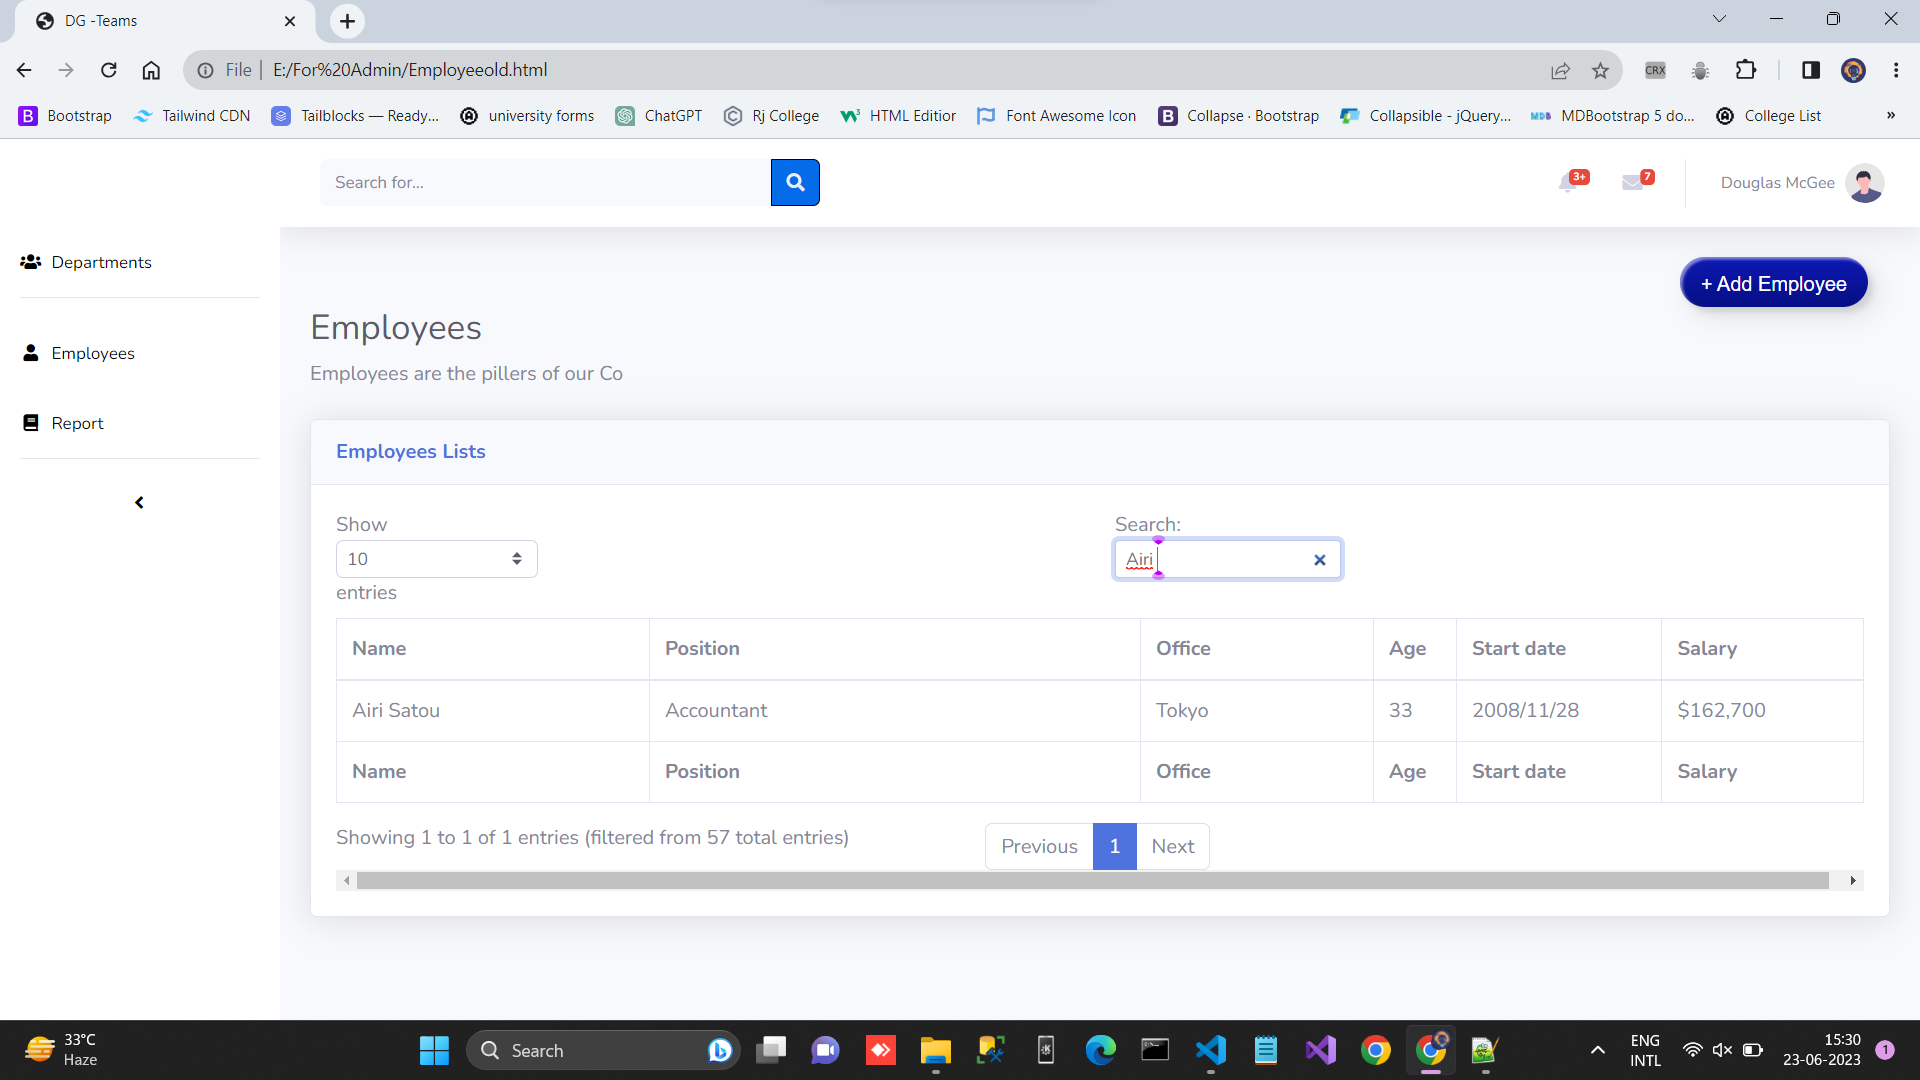 DG -Teams
File E:/For%20Admin/Employeeold.html
CRX
B Bootstrap Tailwind CDN Tailblocks — Ready... university forms ChatGPT Rj College HTML Editior Font Awesome Icon B Collapse · Bootstrap Collapsible - jQuery... MDB MDBootstrap 5 do... College List »
Search for...
3+
7
Douglas McGee
Departments
Employees
Report
+ Add Employee
Employees
Employees are the pillers of our Co
Employees Lists
Show
10
entries
Search:
Airi
Name Position Office Age Start date Salary
Airi Satou Accountant Tokyo 33 2008/11/28 $162,700
Name Position Office Age Start date Salary
Showing 1 to 1 of 1 entries (filtered from 57 total entries)
Previous 1 Next
33°C
Haze
Search
ENG
INTL
15:30
23-06-2023
1